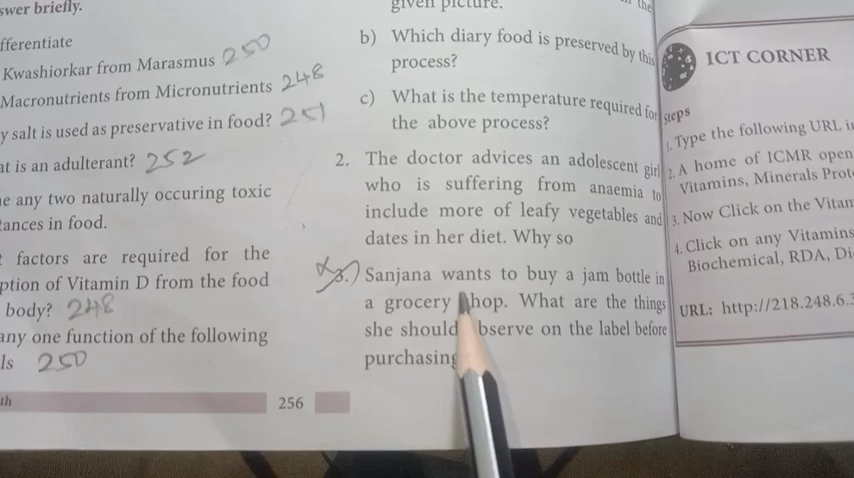 swer briefly.
fferentiate
Kwashiorkar from Marasmus 250
Macronutrients from Micronutrients 248
y salt is used as preservative in food? 251
at is an adulterant? 252
e any two naturally occuring toxic
tances in food.
factors are required for the
ption of Vitamin D from the food
body? 248
any one function of the following
ls 250
th
256
given picture.
b) Which diary food is preserved by this
process?
c) What is the temperature required for
the above process?
2. The doctor advices an adolescent girl
who is suffering from anaemia to
include more of leafy vegetables and
dates in her diet. Why so
3. Sanjana wants to buy a jam bottle in
a grocery hop. What are the things
she should bserve on the label before
purchasing
the
ICT CORNER
steps
1. Type the following URL i
2. A home of ICMR open
Vitamins, Minerals Prot
3. Now Click on the Vitam
4. Click on any Vitamins
Biochemical, RDA, Di
URL: http://218.248.6.3